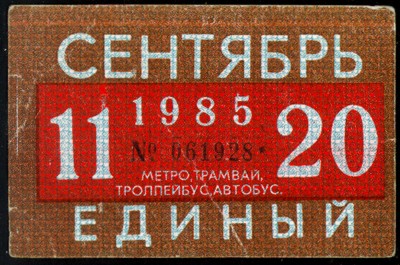 СЕНТЯБРЬ
11 1985 20
№ 061928*
МЕТРО, ТРАМВАЙ,
ТРОЛЛЕЙБУС, АВТОБУС.
ЕДИНЫЙ